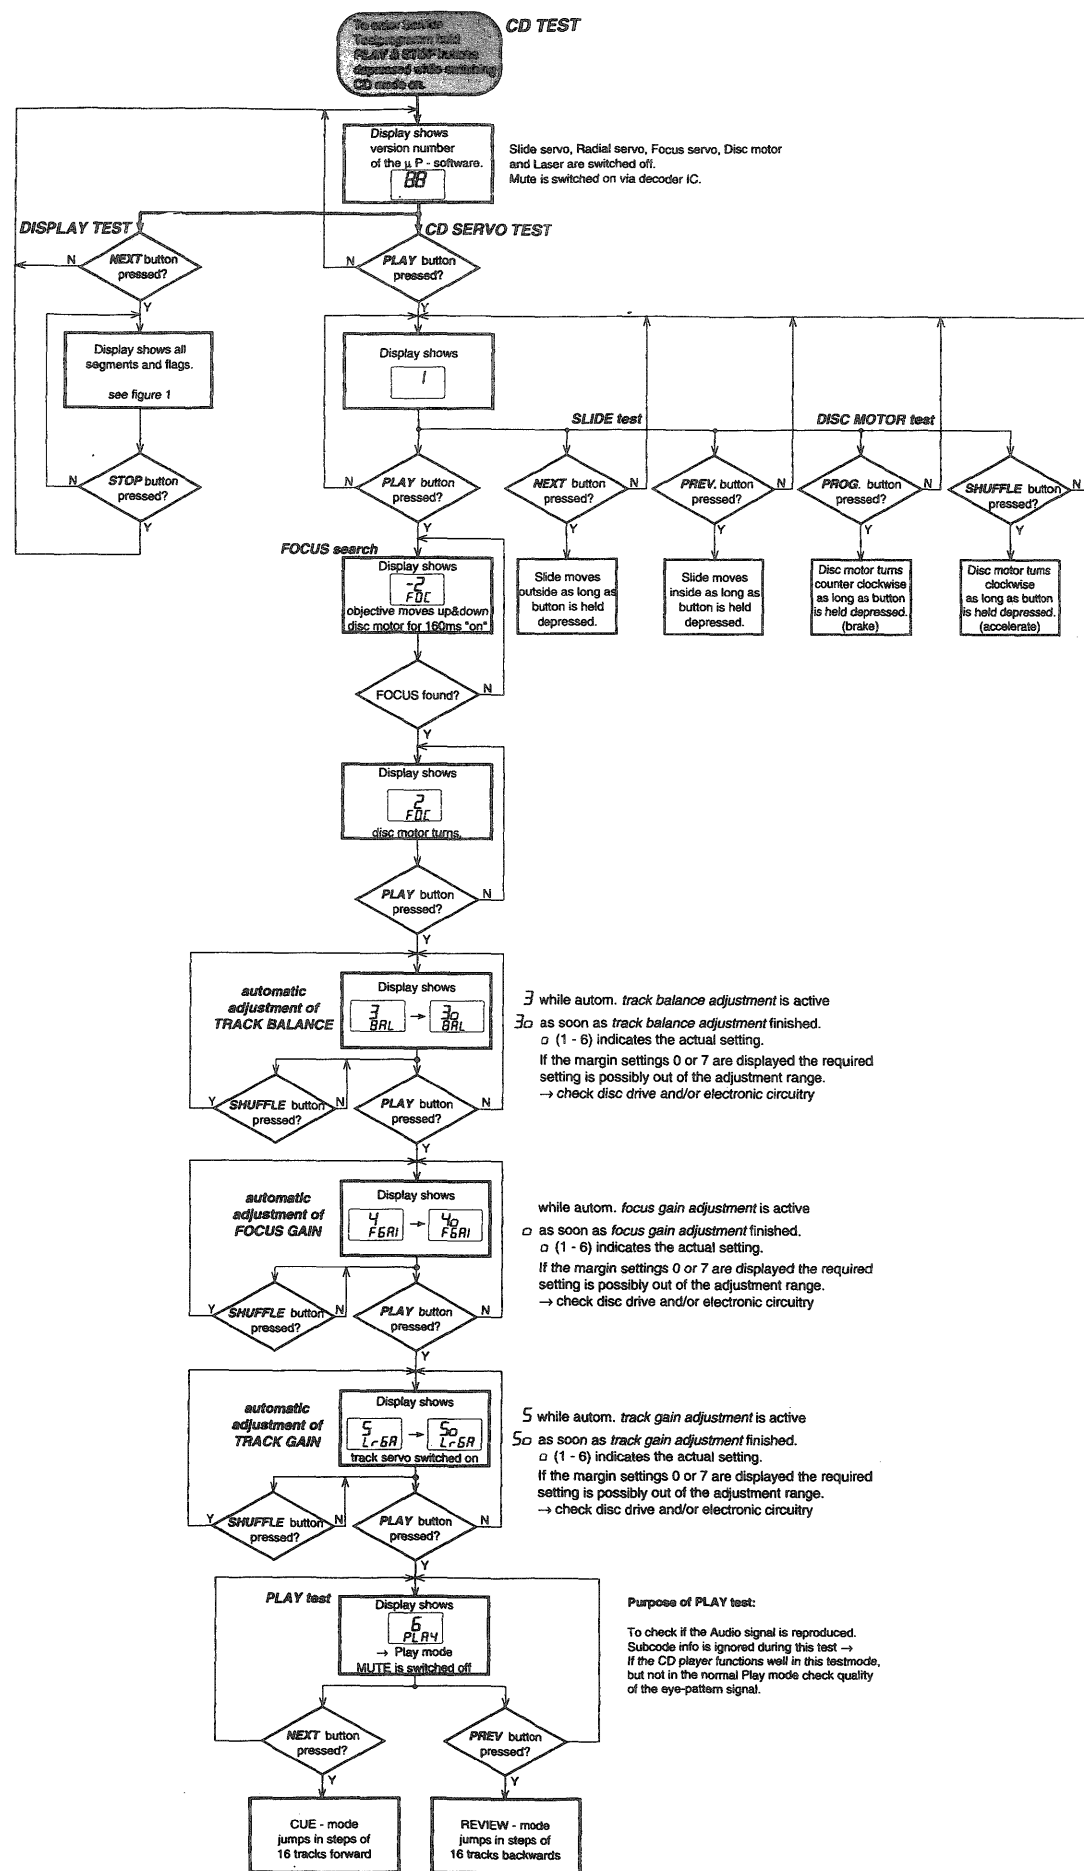 CD TEST
To enter Service
Testprogramm hold
PLAY & STOP buttons
depressed while switching
CD mode on.
Display shows
version number
of the µ P - software.
88
Slide servo, Radial servo, Focus servo, Disc motor
and Laser are switched off.
Mute is switched on via decoder IC.
DISPLAY TEST
CD SERVO TEST
NEXT button
pressed?
N
Y
PLAY button
pressed?
N
Y
Display shows all
segments and flags.
see figure 1
STOP button
pressed?
N
Y
Display shows
1
SLIDE test
DISC MOTOR test
PLAY button
pressed?
N
Y
NEXT button
pressed?
N
Y
PREV. button
pressed?
N
Y
PROG. button
pressed?
N
Y
SHUFFLE button
pressed?
N
Y
Slide moves
outside as long as
button is held
depressed.
Slide moves
inside as long as
button is held
depressed.
Disc motor turns
counter clockwise
as long as button
is held depressed.
(brake)
Disc motor turns
clockwise
as long as button
is held depressed.
(accelerate)
FOCUS search
Display shows
-2
FOC
objective moves up&down
disc motor for 160ms "on"
FOCUS found?
N
Y
Display shows
2
FOC
disc motor turns.
PLAY button
pressed?
N
Y
automatic
adjustment of
TRACK BALANCE
Display shows
3 → 3o
BAL BAL
3 while autom. track balance adjustment is active
3o as soon as track balance adjustment finished.
o (1 - 6) indicates the actual setting.
If the margin settings 0 or 7 are displayed the required
setting is possibly out of the adjustment range.
→ check disc drive and/or electronic circuitry
Y
SHUFFLE button
pressed?
N
PLAY button
pressed?
N
Y
automatic
adjustment of
FOCUS GAIN
Display shows
4 → 4o
FGAI FGAI
while autom. focus gain adjustment is active
o as soon as focus gain adjustment finished.
o (1 - 6) indicates the actual setting.
If the margin settings 0 or 7 are displayed the required
setting is possibly out of the adjustment range.
→ check disc drive and/or electronic circuitry
Y
SHUFFLE button
pressed?
N
PLAY button
pressed?
N
Y
automatic
adjustment of
TRACK GAIN
Display shows
5 → 5o
LrGA LrGA
track servo switched on
5 while autom. track gain adjustment is active
5o as soon as track gain adjustment finished.
o (1 - 6) indicates the actual setting.
If the margin settings 0 or 7 are displayed the required
setting is possibly out of the adjustment range.
→ check disc drive and/or electronic circuitry
Y
SHUFFLE button
pressed?
N
PLAY button
pressed?
N
Y
PLAY test
Display shows
6
PLAY
→ Play mode
MUTE is switched off
Purpose of PLAY test:
To check if the Audio signal is reproduced.
Subcode info is ignored during this test →
If the CD player functions well in this testmode,
but not in the normal Play mode check quality
of the eye-pattern signal.
NEXT button
pressed?
Y
PREV button
pressed?
Y
CUE - mode
jumps in steps of
16 tracks forward
REVIEW - mode
jumps in steps of
16 tracks backwards